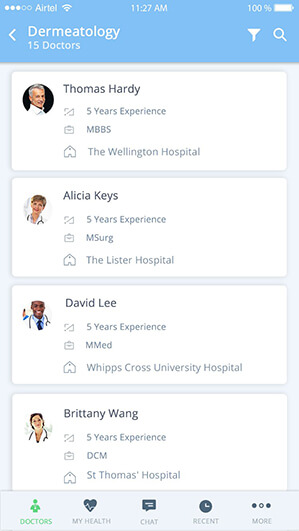 Airtel 11:27 AM 100 %
Dermeatology
15 Doctors
Thomas Hardy
5 Years Experience
MBBS
The Wellington Hospital
Alicia Keys
5 Years Experience
MSurg
The Lister Hospital
David Lee
5 Years Experience
MMed
Whipps Cross University Hospital
Brittany Wang
5 Years Experience
DCM
St Thomas' Hospital
DOCTORS MY HEALTH CHAT RECENT MORE